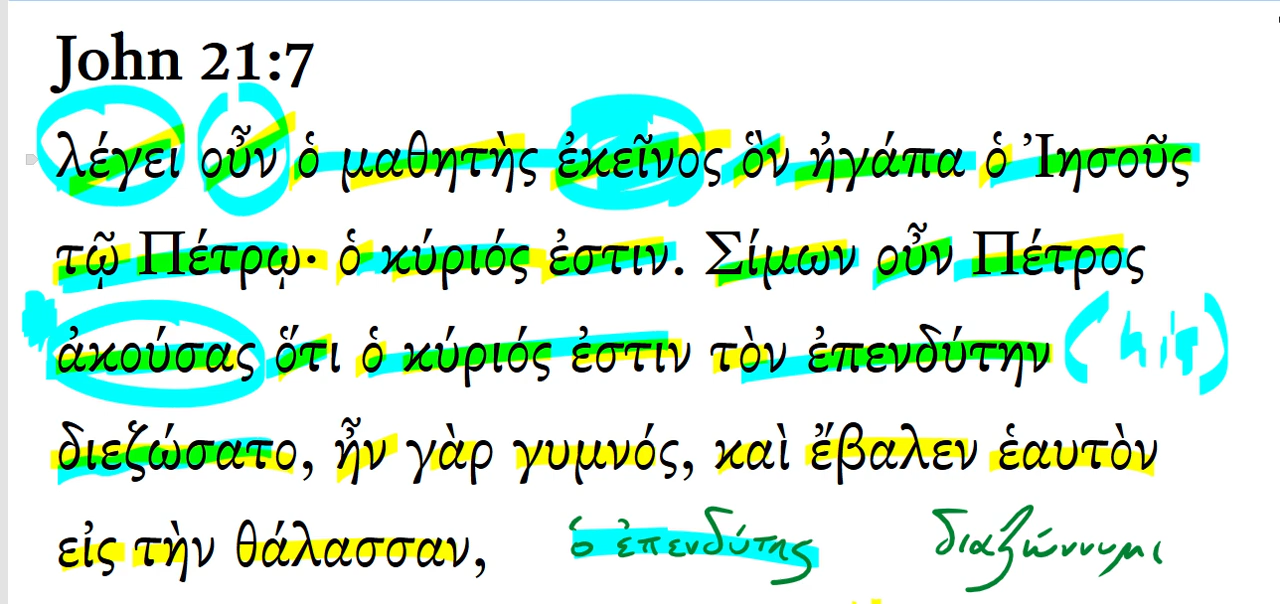 John 21:7
λέγει οὖν ὁ μαθητὴς ἐκεῖνος ὃν ἠγάπα ὁ Ἰησοῦς
τῷ Πέτρῳ· ὁ κύριός ἐστιν. Σίμων οὖν Πέτρος
ἀκούσας ὅτι ὁ κύριός ἐστιν τὸν ἐπενδύτην
διεζώσατο, ἦν γὰρ γυμνός, καὶ ἔβαλεν ἑαυτὸν
εἰς τὴν θάλασσαν, ὁ ἐπενδύτης διαζώννυμι